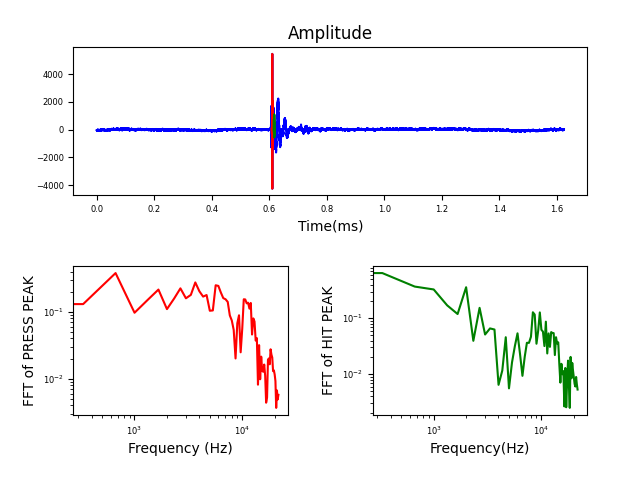 Amplitude
4000
2000
0
−2000
−4000
0.0 0.2 0.4 0.6 0.8 1.0 1.2 1.4 1.6
Time(ms)
FFT of PRESS PEAK
10⁻¹
10⁻²
10³ 10⁴
Frequency (Hz)
FFT of HIT PEAK
10⁻¹
10⁻²
10³ 10⁴
Frequency(Hz)